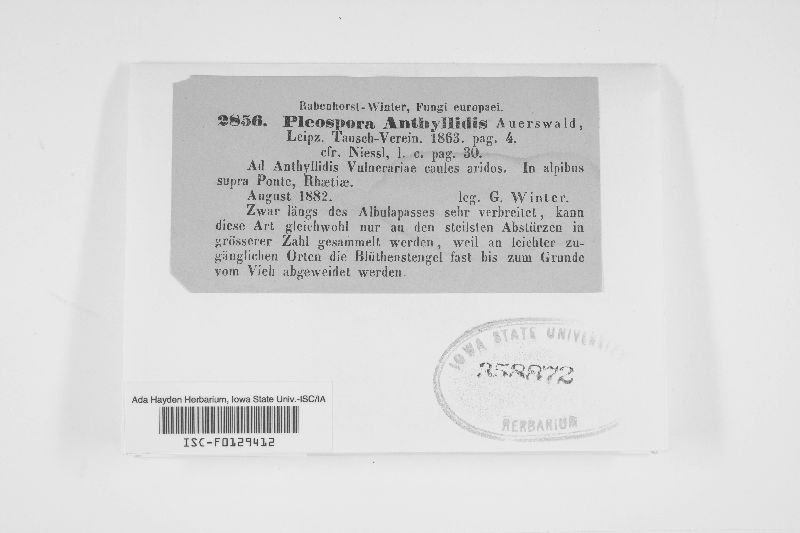 Rabenhorst-Winter, Fungi europaei.
2856. Pleospora Anthyllidis Auerswald,
Leipz. Tausch-Verein. 1863. pag. 4.
cfr. Niessl, l. c. pag. 30.
Ad Anthyllidis Vulnerariae caules aridos. In alpibus
supra Ponte, Rhætiæ.
August 1882. leg. G. Winter.
Zwar längs des Albulapasses sehr verbreitet, kann
diese Art gleichwohl nur an den steilsten Abstürzen in
grösserer Zahl gesammelt werden, weil an leichter zu-
gänglichen Orten die Blüthenstengel fast bis zum Grunde
vom Vieh abgeweidet werden.
IOWA STATE UNIVERSITY
358872
HERBARIUM
Ada Hayden Herbarium, Iowa State Univ.-ISC/IA
ISC-F0129412